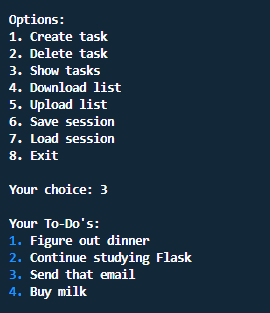 Options:
1. Create task
2. Delete task
3. Show tasks
4. Download list
5. Upload list
6. Save session
7. Load session
8. Exit
Your choice: 3
Your To-Do's:
1. Figure out dinner
2. Continue studying Flask
3. Send that email
4. Buy milk